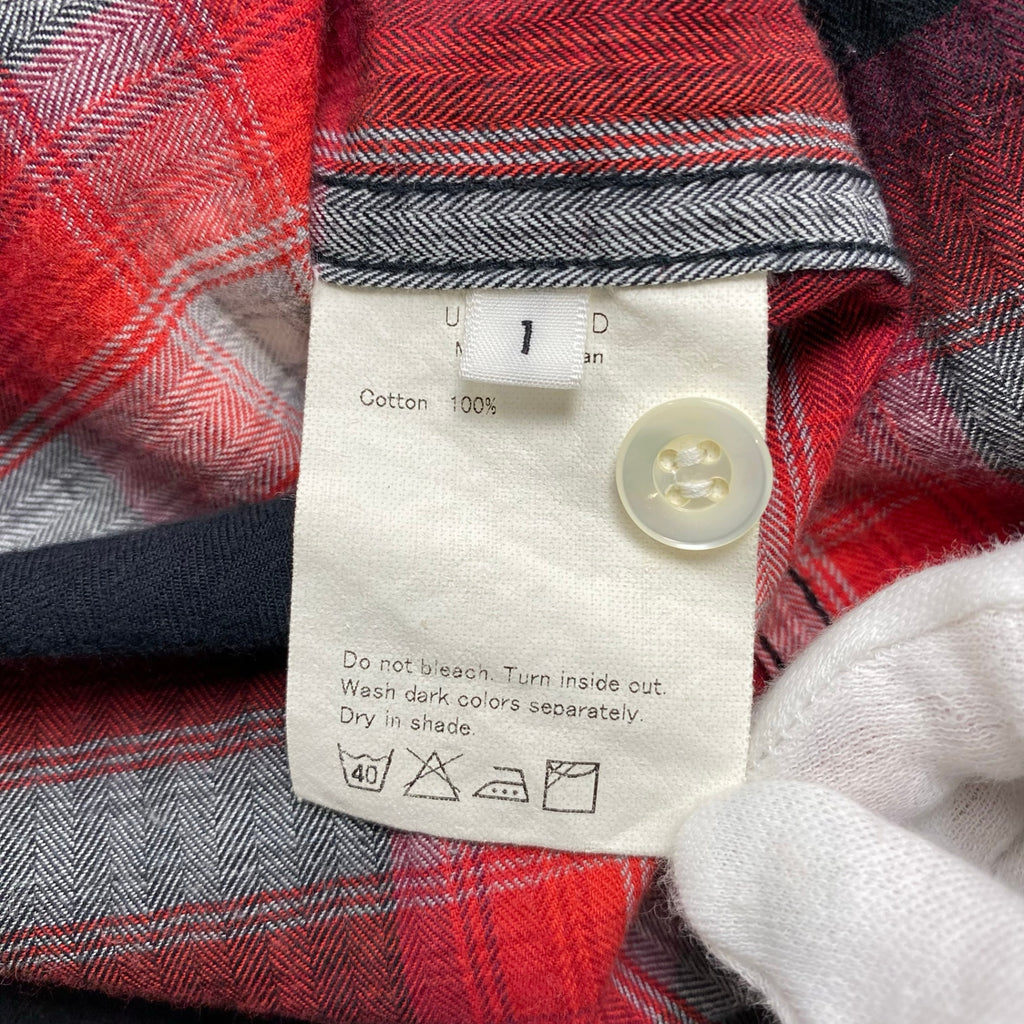 1
Cotton 100%
Do not bleach. Turn inside out.
Wash dark colors separately.
Dry in shade.
40